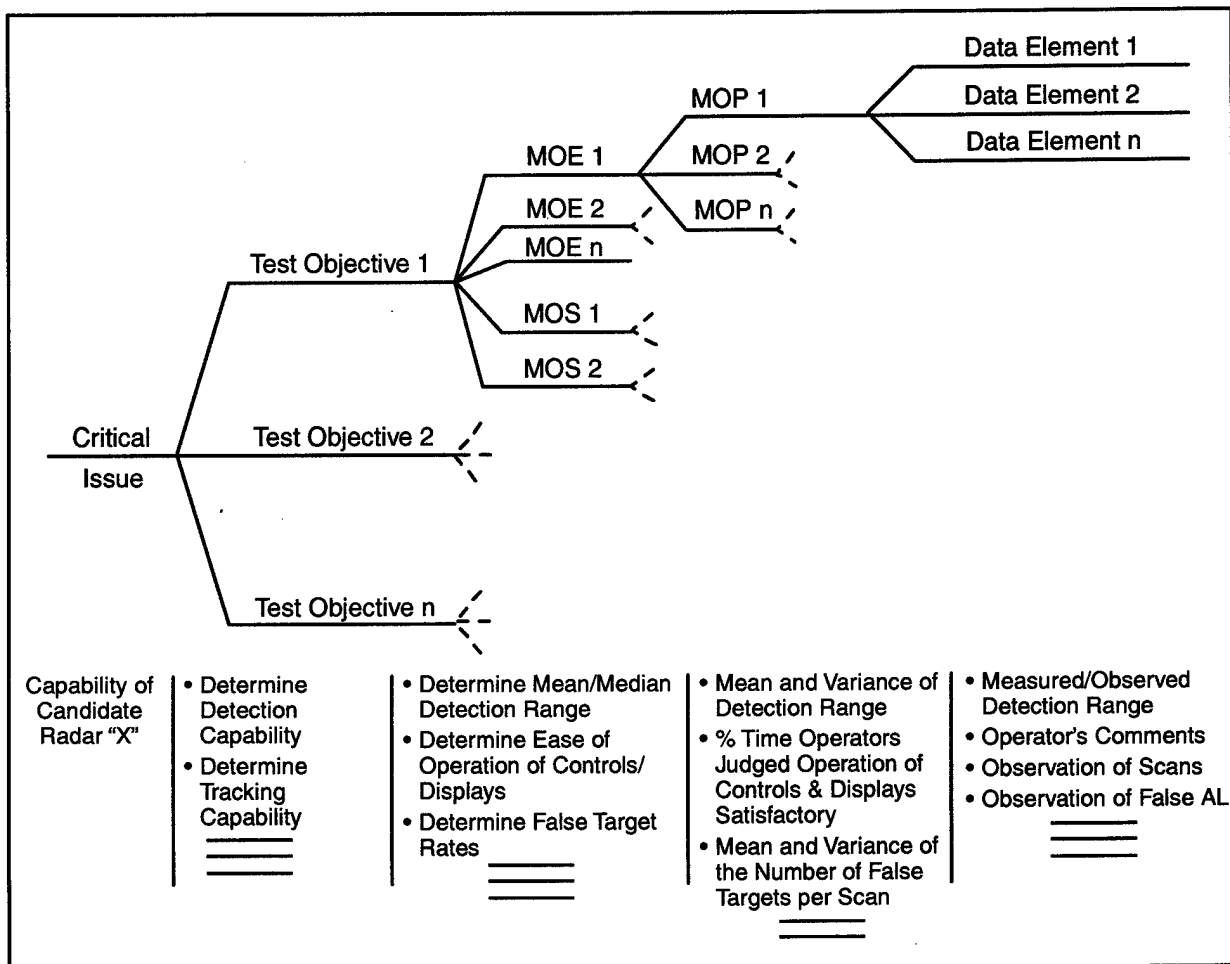 Data Element 1
MOP 1
Data Element 2
Data Element n
MOE 1
MOP 2
MOE 2
MOP n
MOE n
Test Objective 1
MOS 1
MOS 2
Critical
Issue
Test Objective 2
Test Objective n
Capability of
Candidate
Radar “X”
• Determine
Detection
Capability
• Determine
Tracking
Capability
• Determine Mean/Median
Detection Range
• Determine Ease of
Operation of Controls/
Displays
• Determine False Target
Rates
• Mean and Variance of
Detection Range
• % Time Operators
Judged Operation of
Controls & Displays
Satisfactory
• Mean and Variance of
the Number of False
Targets per Scan
• Measured/Observed
Detection Range
• Operator's Comments
• Observation of Scans
• Observation of False AL